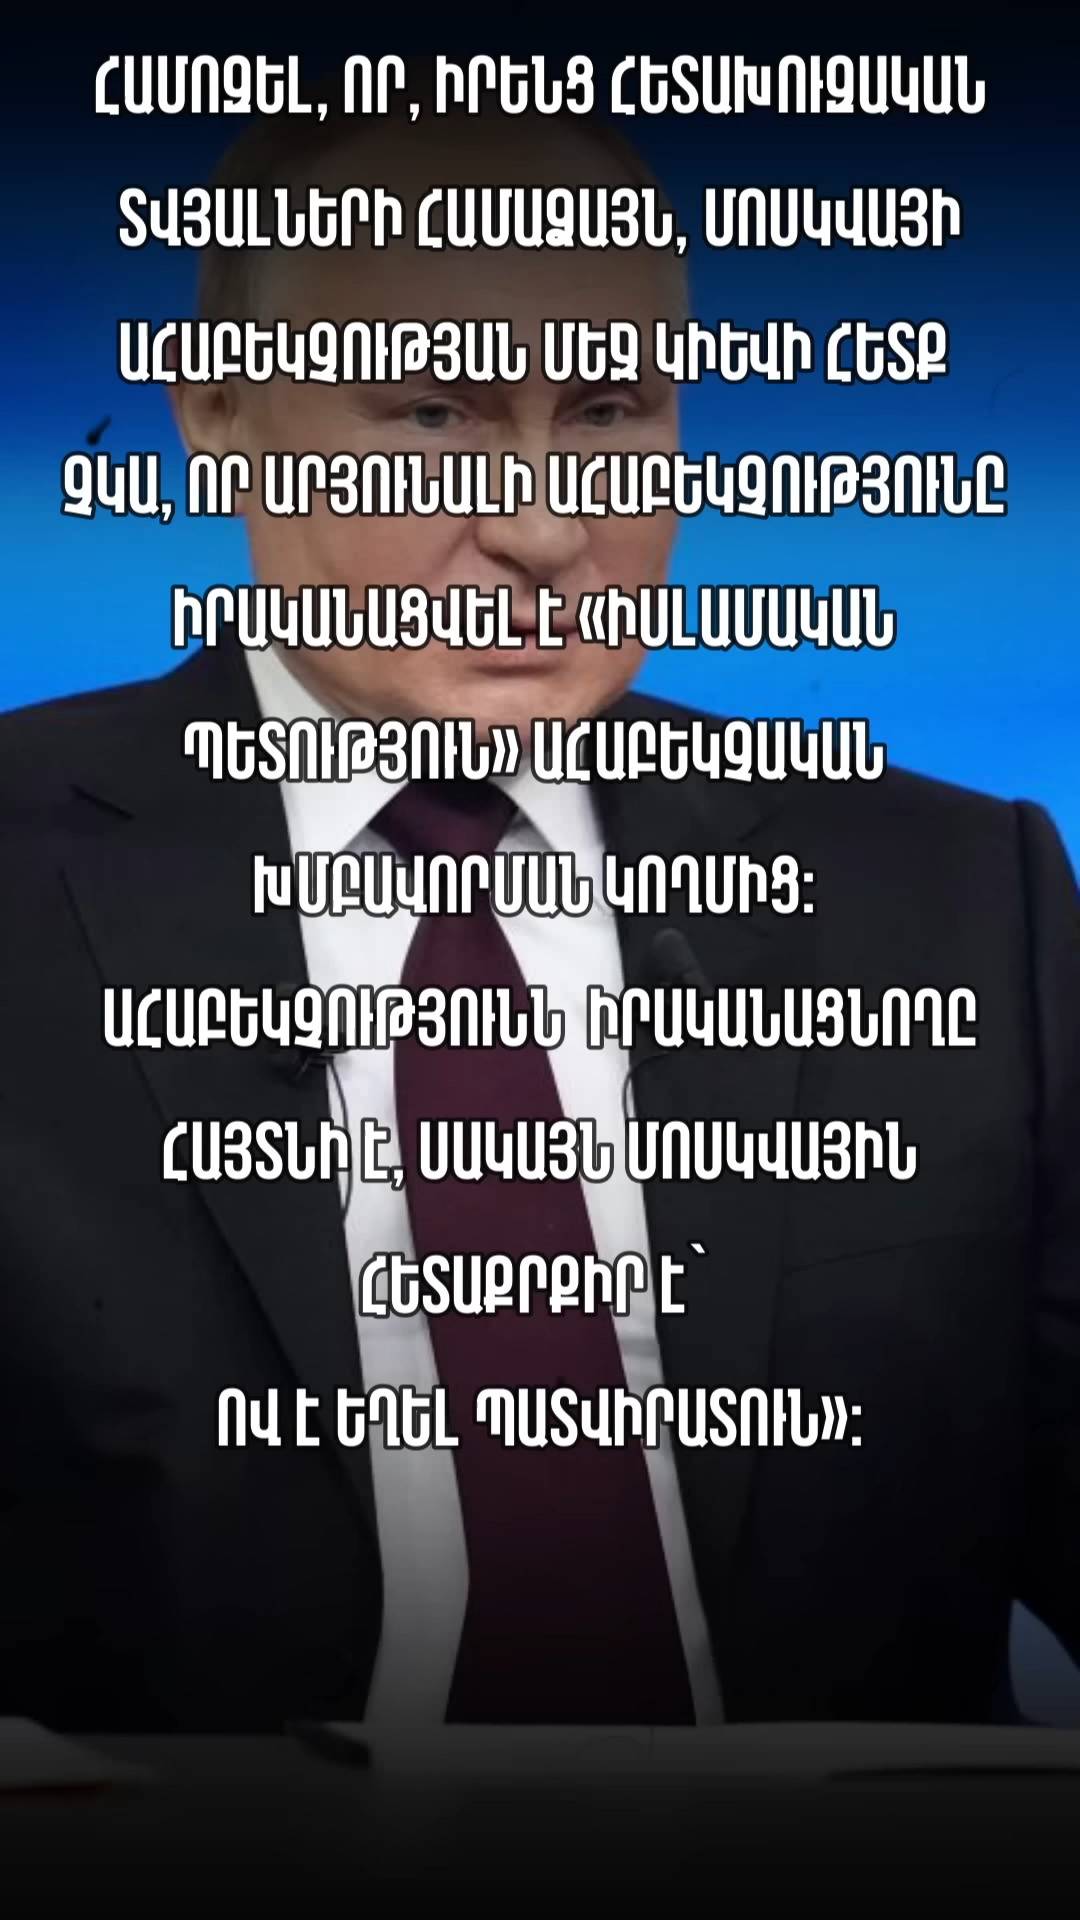 ՀԱՄՈԶԵԼ, ՈՐ, ԻՐԵՆՑ ՀԵՏԱԽՈՒԶԱԿԱՆ
ՏՎՅԱԼՆԵՐԻ ՀԱՄԱՁԱՅՆ, ՄՈՍԿՎԱՅԻ
ԱՀԱԲԵԿՉՈՒԹՅԱՆ ՄԵՋ ԿԻԵՎԻ ՀԵՏՔ
ՉԿԱ, ՈՐ ԱՐՅՈՒՆԱԼԻ ԱՀԱԲԵԿՉՈՒԹՅՈՒՆԸ
ԻՐԱԿԱՆԱՑՎԵԼ Է «ԻՍԼԱՄԱԿԱՆ
ՊԵՏՈՒԹՅՈՒՆ» ԱՀԱԲԵԿՉԱԿԱՆ
ԽՄԲԱՎՈՐՄԱՆ ԿՈՂՄԻՑ:
ԱՀԱԲԵԿՉՈՒԹՅՈՒՆՆ ԻՐԱԿԱՆԱՑՆՈՂԸ
ՀԱՅՏՆԻ Է, ՍԱԿԱՅՆ ՄՈՍԿՎԱՅԻՆ
ՀԵՏԱՔՐՔԻՐ Է՝
ՈՎ Է ԵՂԵԼ ՊԱՏՎԻՐԱՏՈՒՆ»: